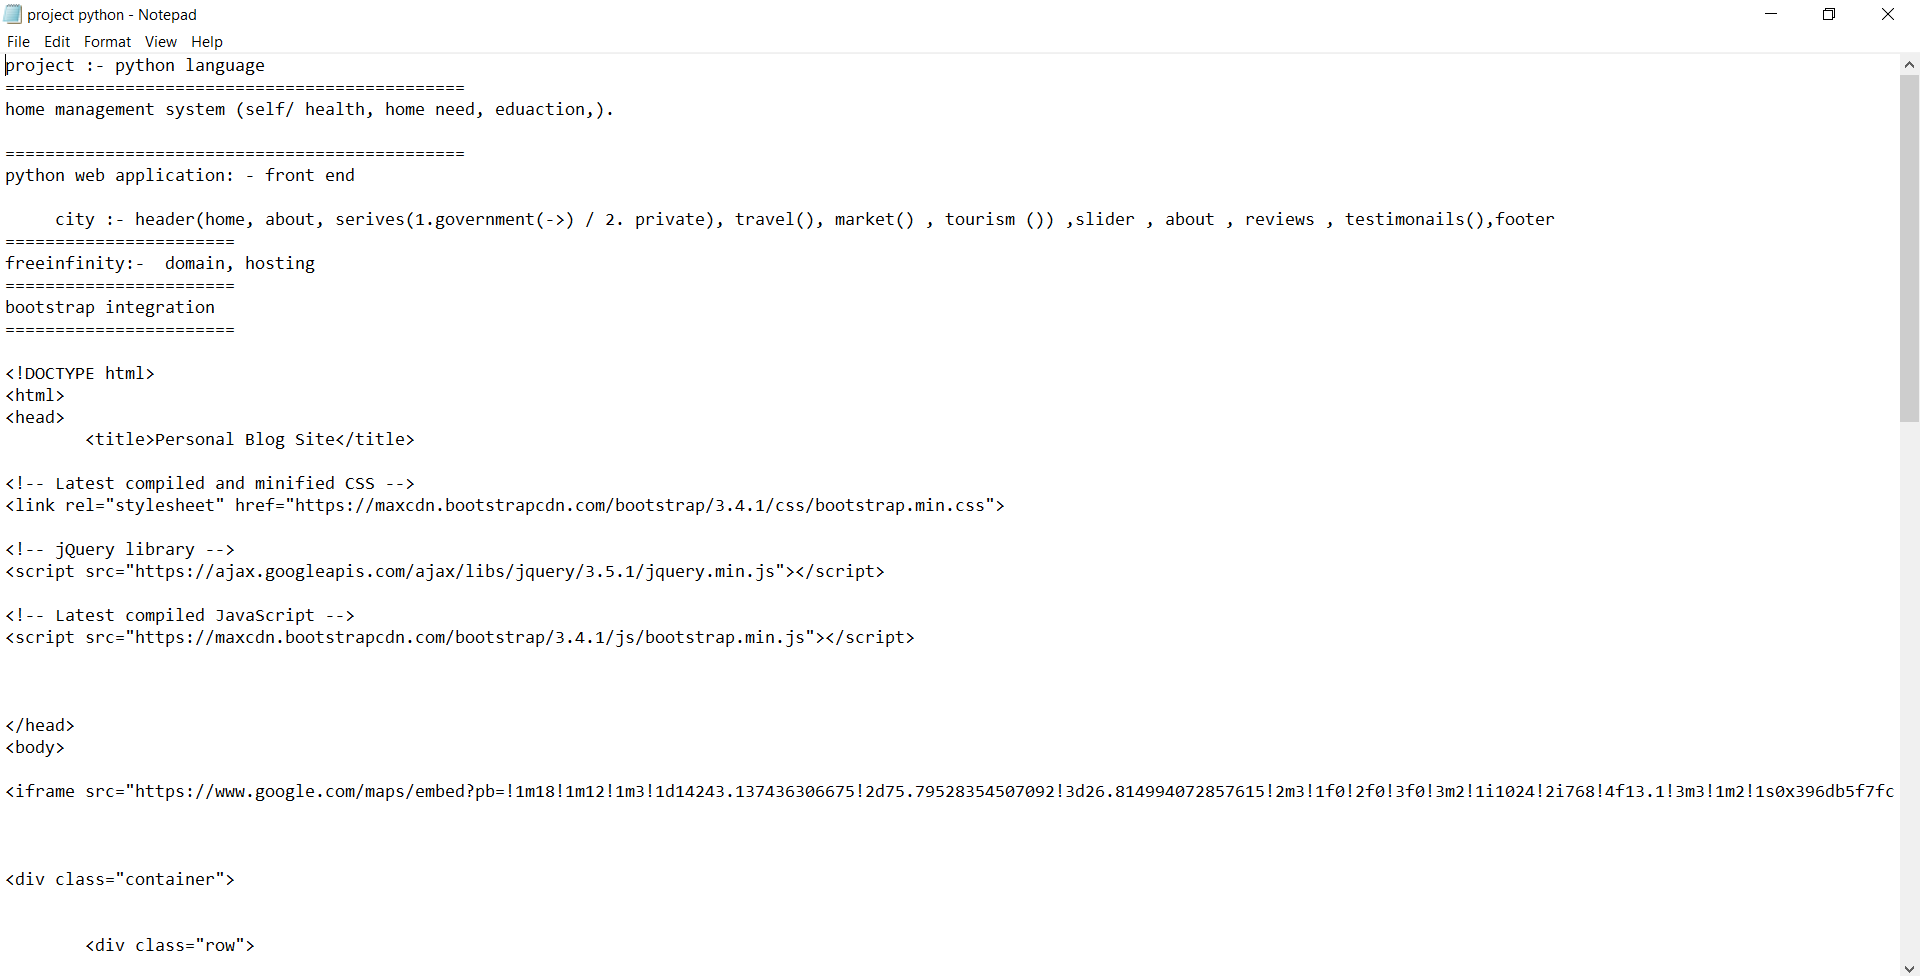 project python - Notepad
File Edit Format View Help
project :- python language
==============================================
home management system (self/ health, home need, eduaction,).
==============================================
python web application: - front end
city :- header(home, about, serives(1.government(->) / 2. private), travel(), market() , tourism ()) ,slider , about , reviews , testimonails(),footer
=======================
freeinfinity:-  domain, hosting
=======================
bootstrap integration
=======================
<!DOCTYPE html>
<html>
<head>
<title>Personal Blog Site</title>
<!-- Latest compiled and minified CSS -->
<link rel="stylesheet" href="https://maxcdn.bootstrapcdn.com/bootstrap/3.4.1/css/bootstrap.min.css">
<!-- jQuery library -->
<script src="https://ajax.googleapis.com/ajax/libs/jquery/3.5.1/jquery.min.js"></script>
<!-- Latest compiled JavaScript -->
<script src="https://maxcdn.bootstrapcdn.com/bootstrap/3.4.1/js/bootstrap.min.js"></script>
</head>
<body>
<iframe src="https://www.google.com/maps/embed?pb=!1m18!1m12!1m3!1d14243.137436306675!2d75.79528354507092!3d26.814994072857615!2m3!1f0!2f0!3f0!3m2!1i1024!2i768!4f13.1!3m3!1m2!1s0x396db5f7fc
<div class="container">
<div class="row">